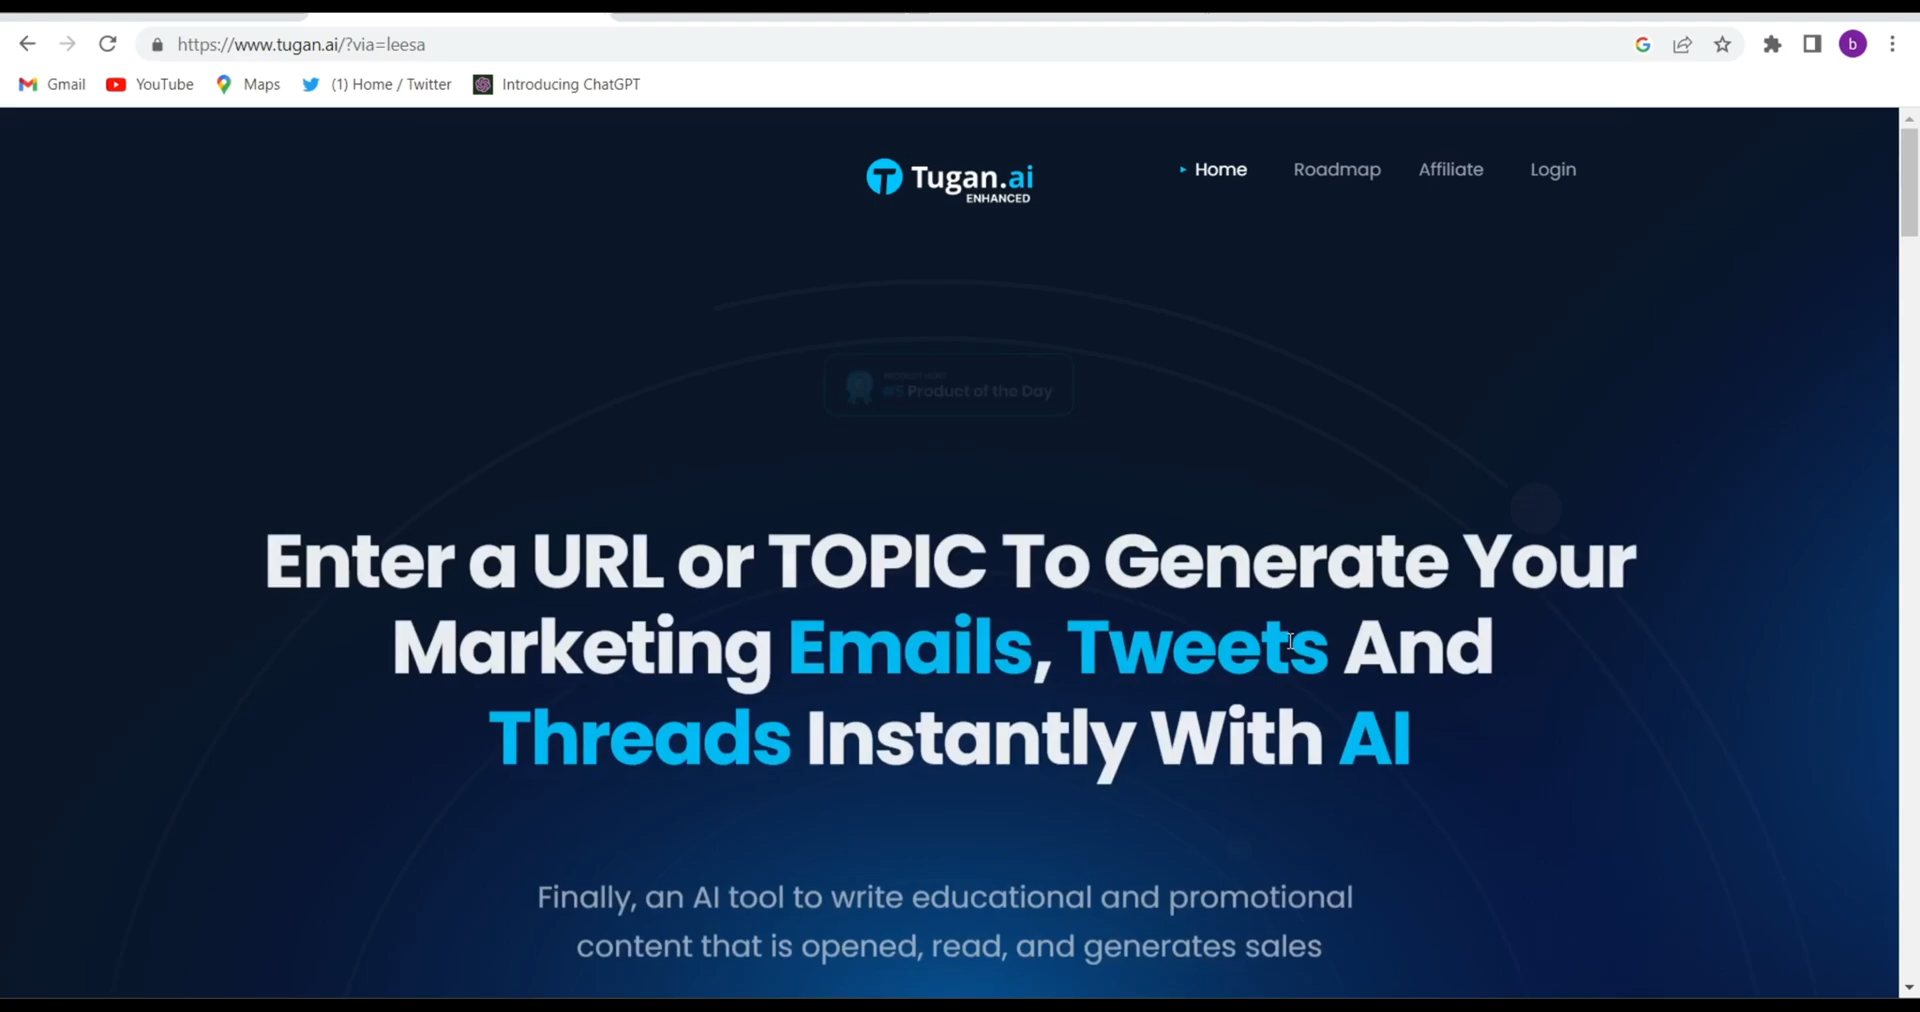 https://www.tugan.ai/?via=leesa
b
Gmail
YouTube
Maps
(1) Home / Twitter
Introducing ChatGPT
Tugan.ai
ENHANCED
Home
Roadmap
Affiliate
Login
PRODUCT HUNT
#5 Product of the Day
Enter a URL or TOPIC To Generate Your
Marketing Emails, Tweets And
Threads Instantly With AI
Finally, an AI tool to write educational and promotional
content that is opened, read, and generates sales